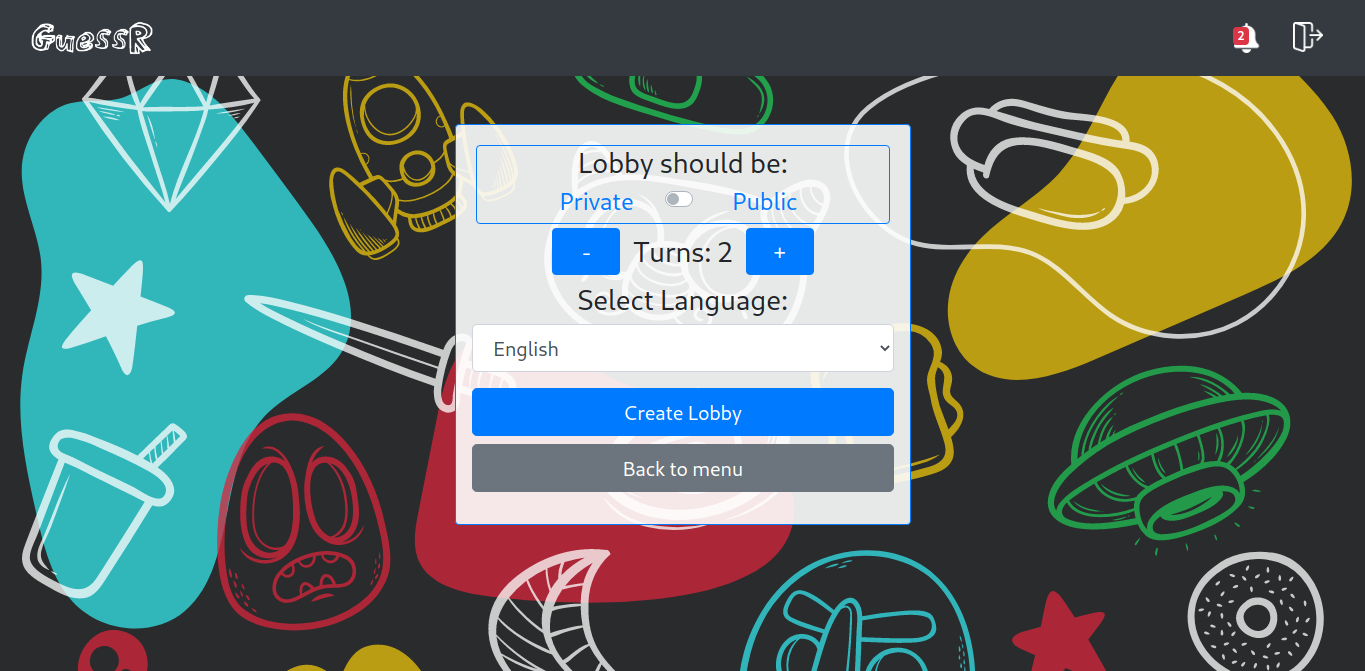 GuessR
2
Lobby should be:
Private Public
- Turns: 2 +
Select Language:
English
Create Lobby
Back to menu